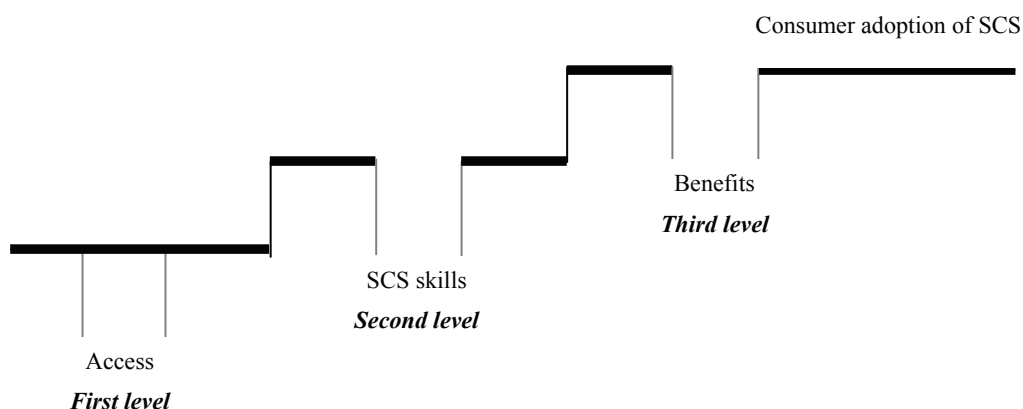 Consumer adoption of SCS
Benefits
Third level
SCS skills
Second level
Access
First level